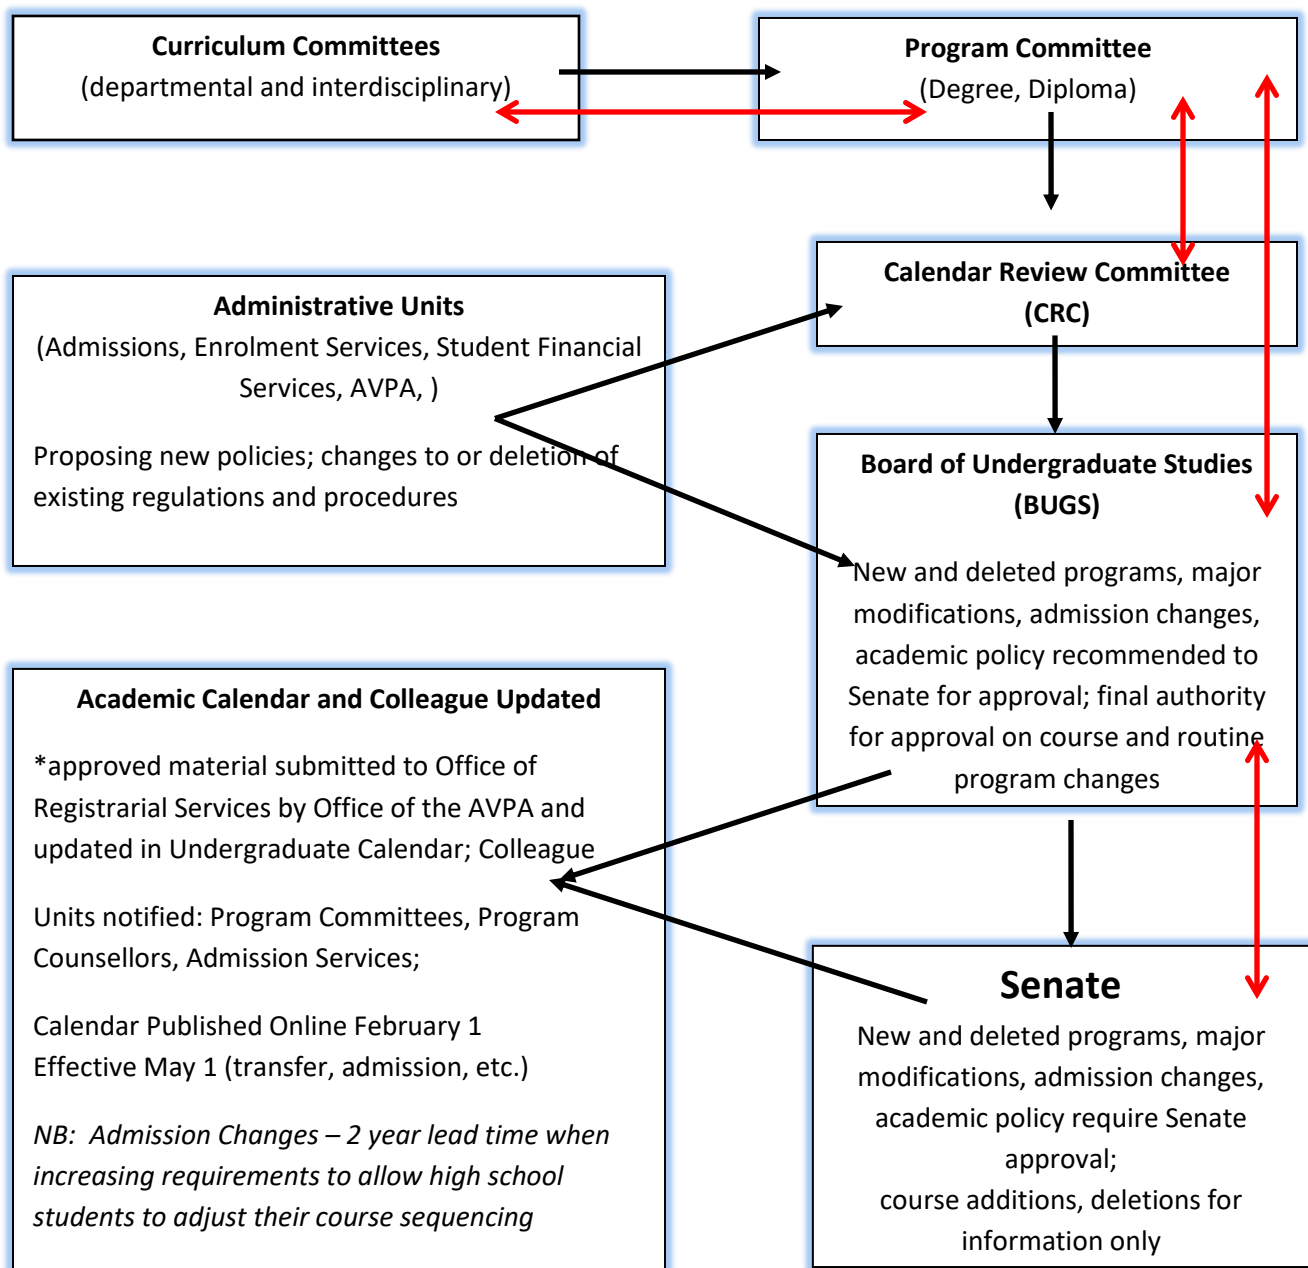 Curriculum Committees
(departmental and interdisciplinary)
Program Committee
(Degree, Diploma)
Calendar Review Committee
(CRC)
Administrative Units
(Admissions, Enrolment Services, Student Financial
Services, AVPA, )
Proposing new policies; changes to or deletion of
existing regulations and procedures
Board of Undergraduate Studies
(BUGS)
New and deleted programs, major
modifications, admission changes,
academic policy recommended to
Senate for approval; final authority
for approval on course and routine
program changes
Academic Calendar and Colleague Updated
*approved material submitted to Office of
Registrarial Services by Office of the AVPA and
updated in Undergraduate Calendar; Colleague
Units notified: Program Committees, Program
Counsellors, Admission Services;
Calendar Published Online February 1
Effective May 1 (transfer, admission, etc.)
NB:  Admission Changes – 2 year lead time when
increasing requirements to allow high school
students to adjust their course sequencing
Senate
New and deleted programs, major
modifications, admission changes,
academic policy require Senate
approval;
course additions, deletions for
information only